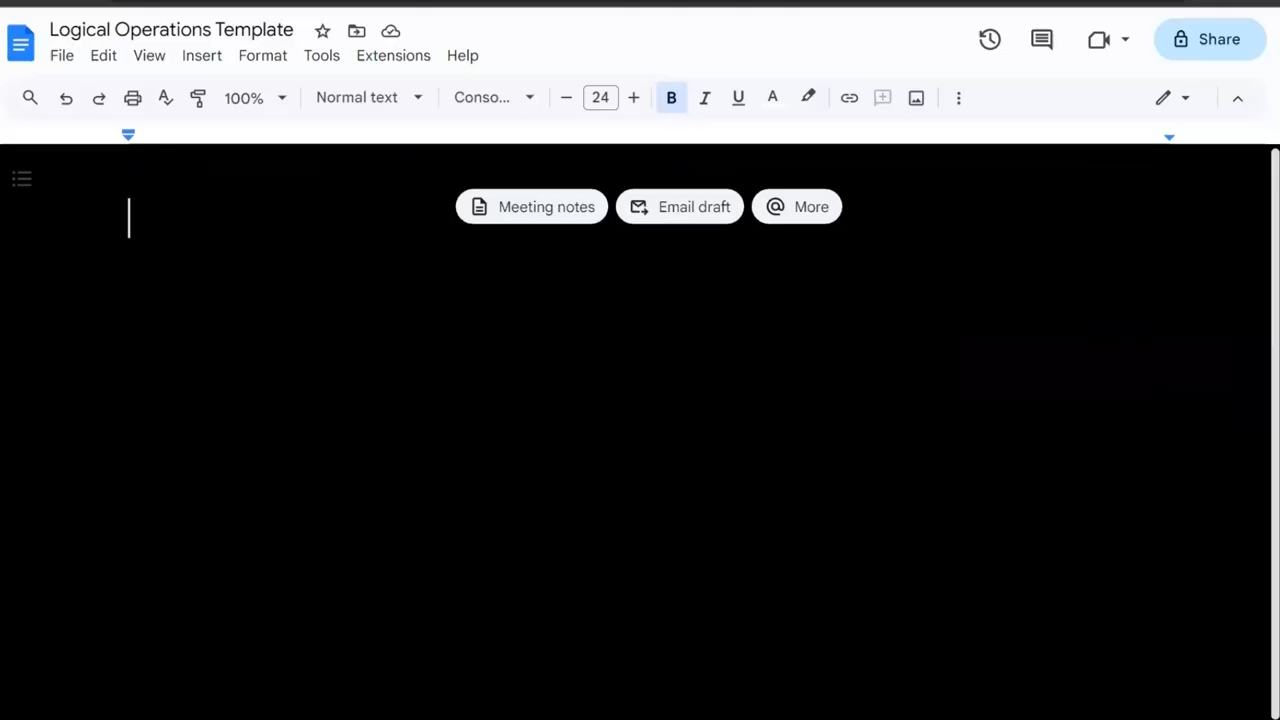 Logical Operations Template
File Edit View Insert Format Tools Extensions Help
Share
100% Normal text Conso... 24 B I U A
Meeting notes Email draft More